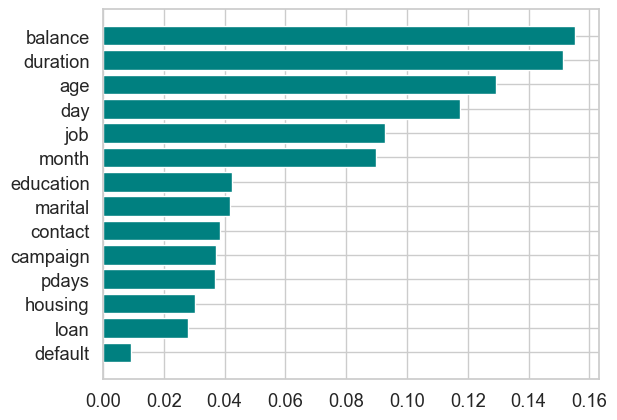 balance
duration
age
day
job
month
education
marital
contact
campaign
pdays
housing
loan
default
0.00 0.02 0.04 0.06 0.08 0.10 0.12 0.14 0.16